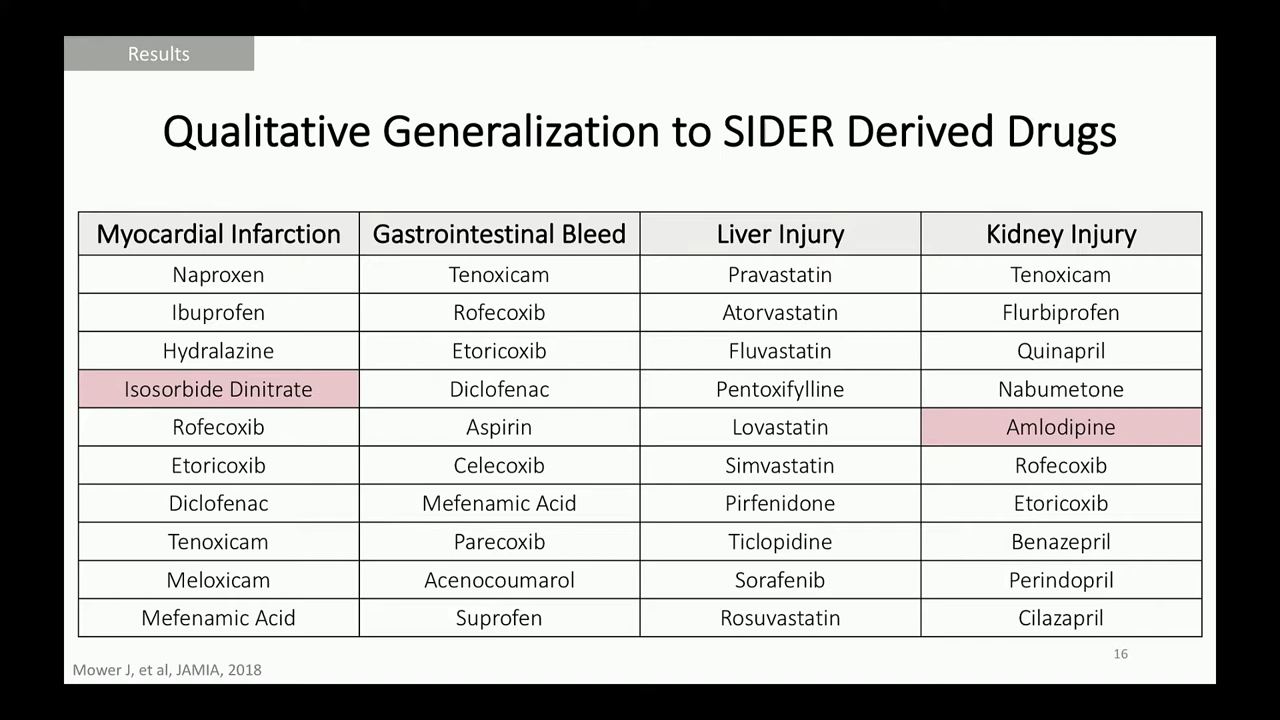 Results
Qualitative Generalization to SIDER Derived Drugs
Myocardial Infarction Gastrointestinal Bleed Liver Injury Kidney Injury
Naproxen Tenoxicam Pravastatin Tenoxicam
Ibuprofen Rofecoxib Atorvastatin Flurbiprofen
Hydralazine Etoricoxib Fluvastatin Quinapril
Isosorbide Dinitrate Diclofenac Pentoxifylline Nabumetone
Rofecoxib Aspirin Lovastatin Amlodipine
Etoricoxib Celecoxib Simvastatin Rofecoxib
Diclofenac Mefenamic Acid Pirfenidone Etoricoxib
Tenoxicam Parecoxib Ticlopidine Benazepril
Meloxicam Acenocoumarol Sorafenib Perindopril
Mefenamic Acid Suprofen Rosuvastatin Cilazapril
16
Mower J, et al, JAMIA, 2018